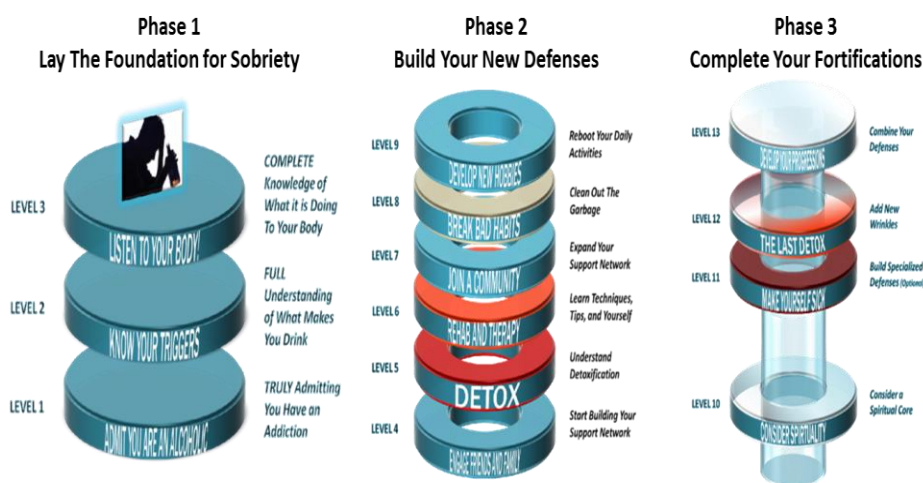 Phase 1
Lay The Foundation for Sobriety
LEVEL 3
LISTEN TO YOUR BODY!
COMPLETE
Knowledge of
What it is Doing
To Your Body
LEVEL 2
KNOW YOUR TRIGGERS
FULL
Understanding
of What Makes
You Drink
LEVEL 1
ADMIT YOU ARE AN ALCOHOLIC
TRULY Admitting
You Have an
Addiction
Phase 2
Build Your New Defenses
LEVEL 9
DEVELOP NEW HOBBIES
Reboot Your Daily
Activities
LEVEL 8
BREAK BAD HABITS
Clean Out The
Garbage
LEVEL 7
JOIN A COMMUNITY
Expand Your
Support Network
LEVEL 6
REHAB AND THERAPY
Learn Techniques,
Tips, and Yourself
LEVEL 5
DETOX
Understand
Detoxification
LEVEL 4
ENGAGE FRIENDS AND FAMILY
Start Building Your
Support Network
Phase 3
Complete Your Fortifications
LEVEL 13
DEVELOP YOUR PROGRESSIONS
Combine Your
Defenses
LEVEL 12
THE LAST DETOX
Add New
Wrinkles
LEVEL 11
MAKE YOURSELF SICK
Build Specialized
Defenses (Optional)
LEVEL 10
CONSIDER SPIRTUALITY
Consider a
Spiritual Core